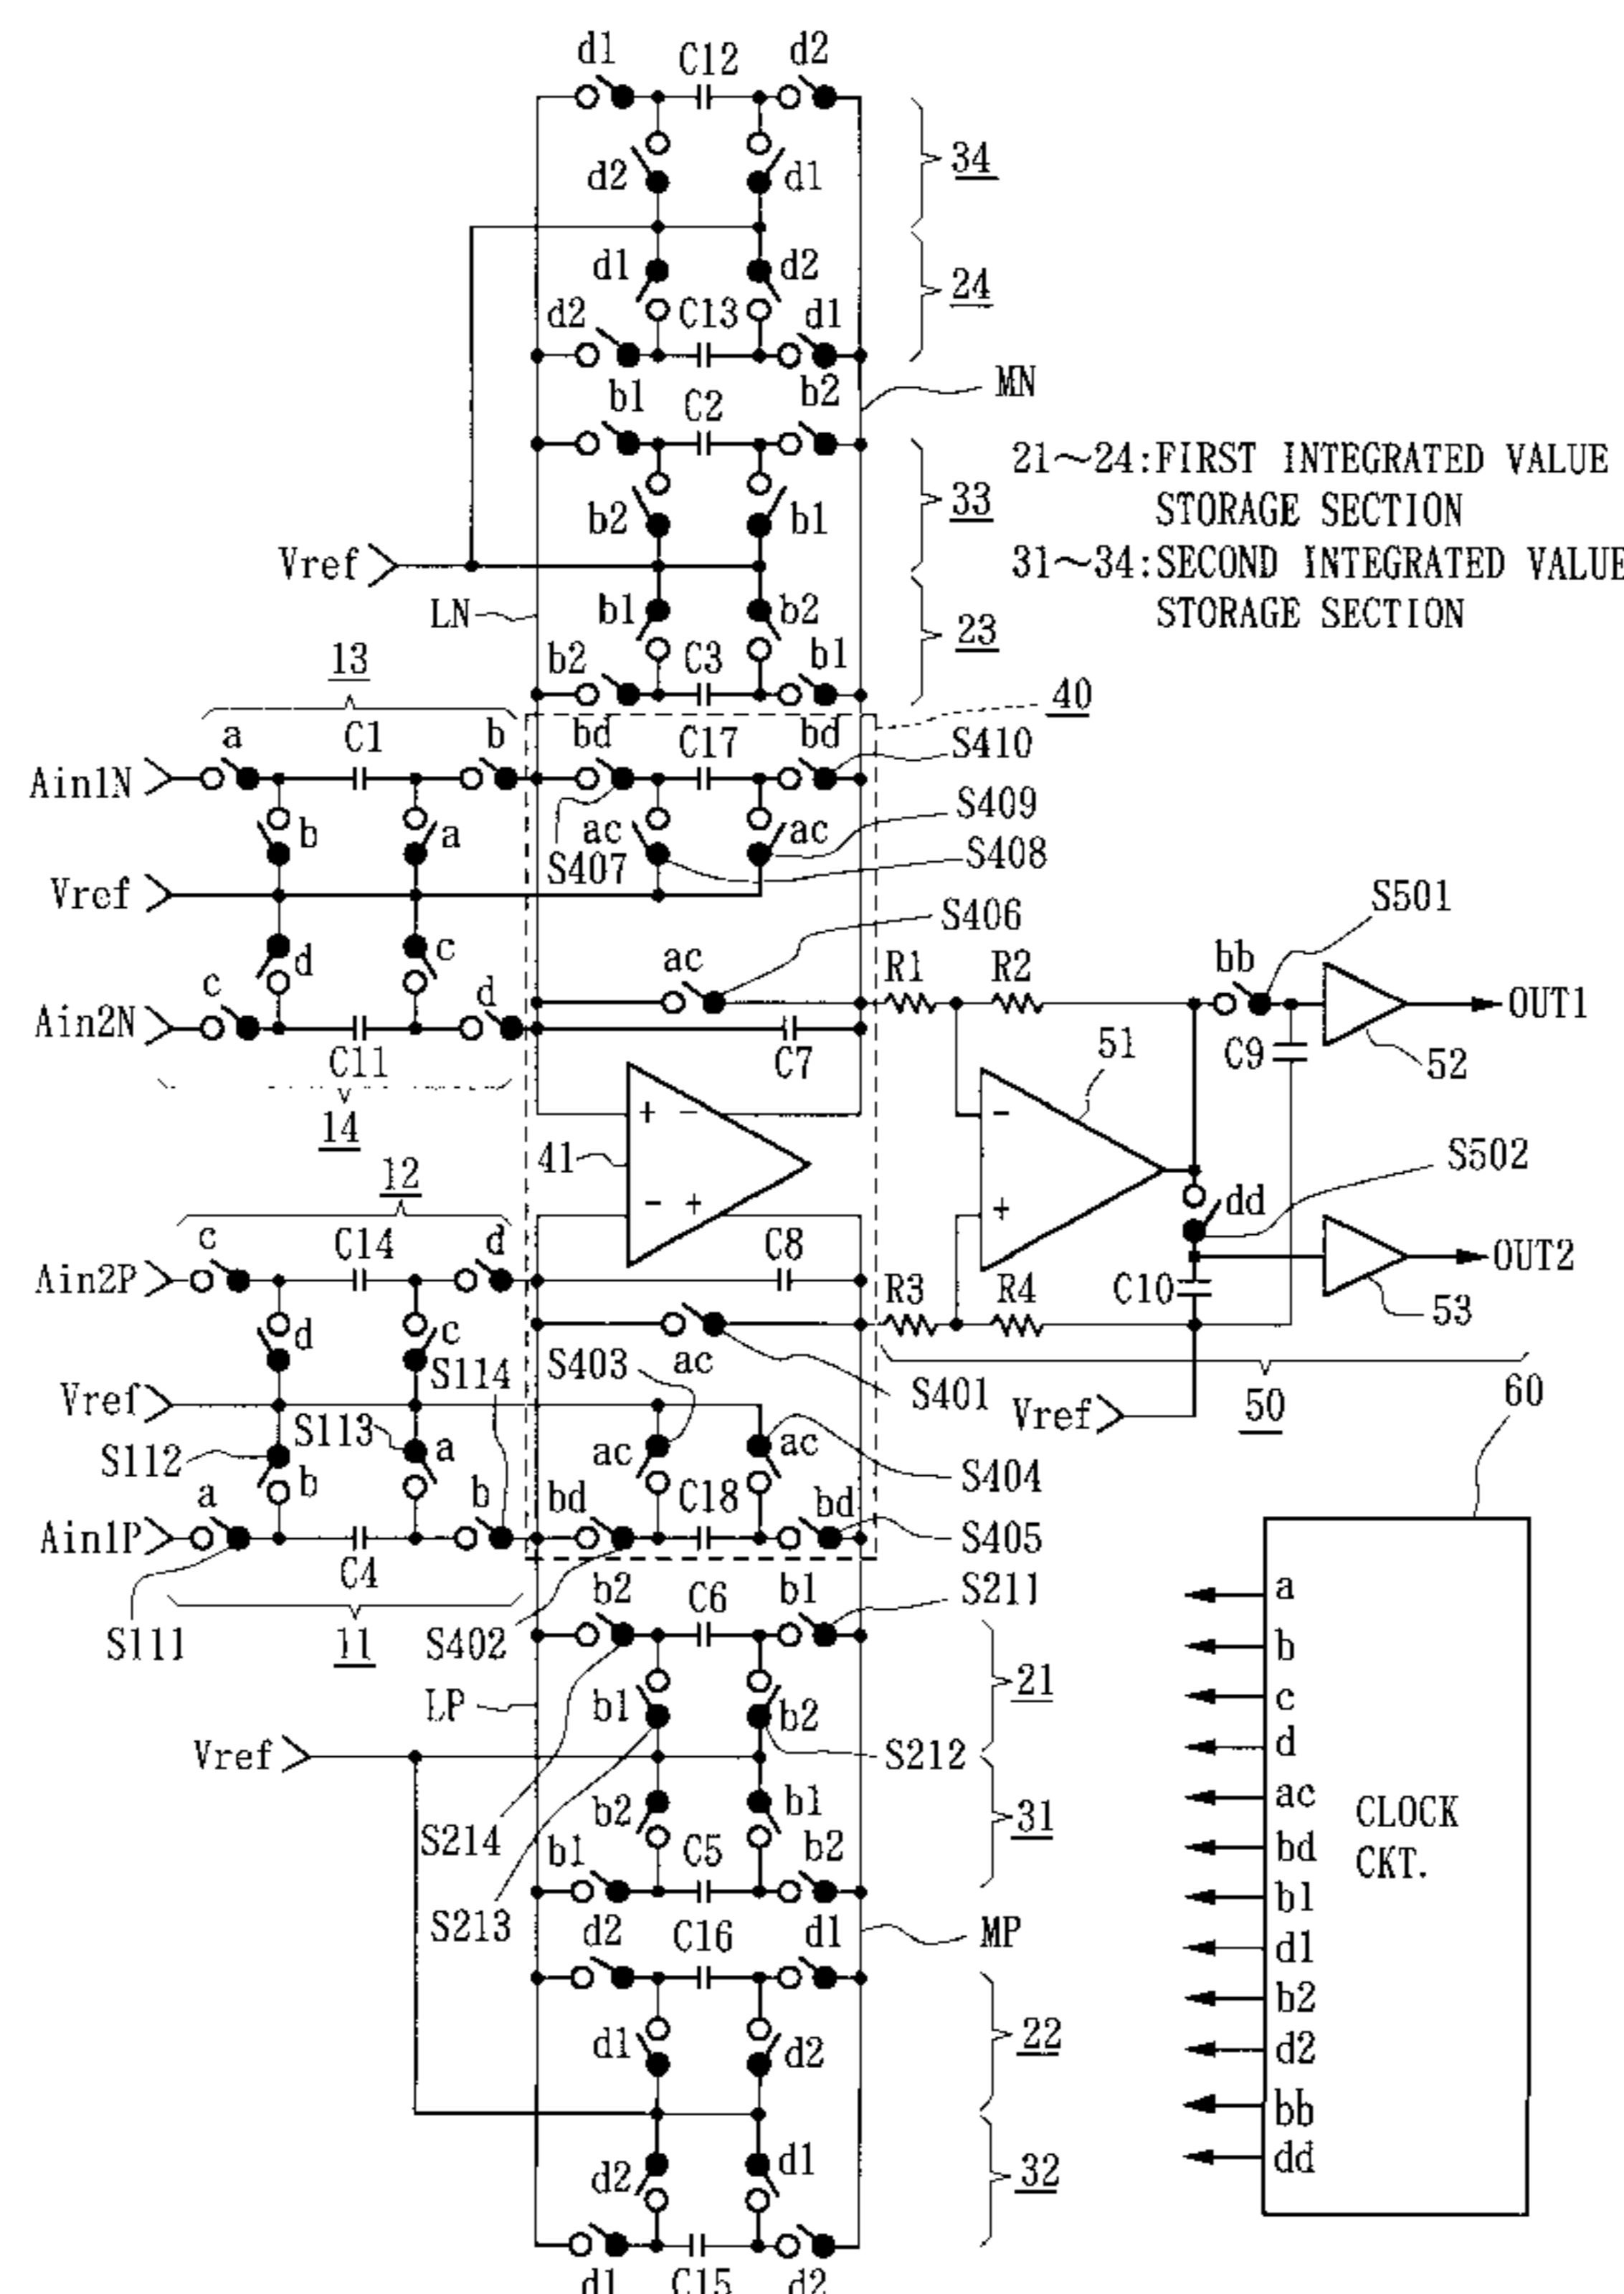 d1 C12 d2
d2 d1 34
d1 d2 24
d2 C13 d1
b1 C2 b2 MN
21~24:FIRST INTEGRATED VALUE
STORAGE SECTION
b2 b1 33
Vref
31~34:SECOND INTEGRATED VALUE
STORAGE SECTION
LN b1 b2 23
b2 C3 b1
13 40
a C1 b bd C17 bd S410
Ain1N
S409
b a ac ac
S407 S408
Vref S501
S406
d c ac R1 R2 bb
c d
Ain2N OUT1
C11 C7 51 C9 52
14
+ - -
41
12 S502
- + + dd
c C14 d C8
Ain2P OUT2
R3 R4 C10 53
d c S114 S403 ac S401 60
Vref Vref 50
S113 ac ac
S112 a S404
a b b bd C18 bd
Ain1P S405
C4
b2 C6 b1 S211 a
S111 11 S402 b
LP b1 b2 21 c
Vref S212 d
b2 b1 31 ac
CLOCK
CKT.
S214 b1 C5 b2 bd
b1
S213 d2 C16 d1 MP d1
b2
d1 d2 22 d2
bb
d2 d1 32 dd
d1 C15 d2